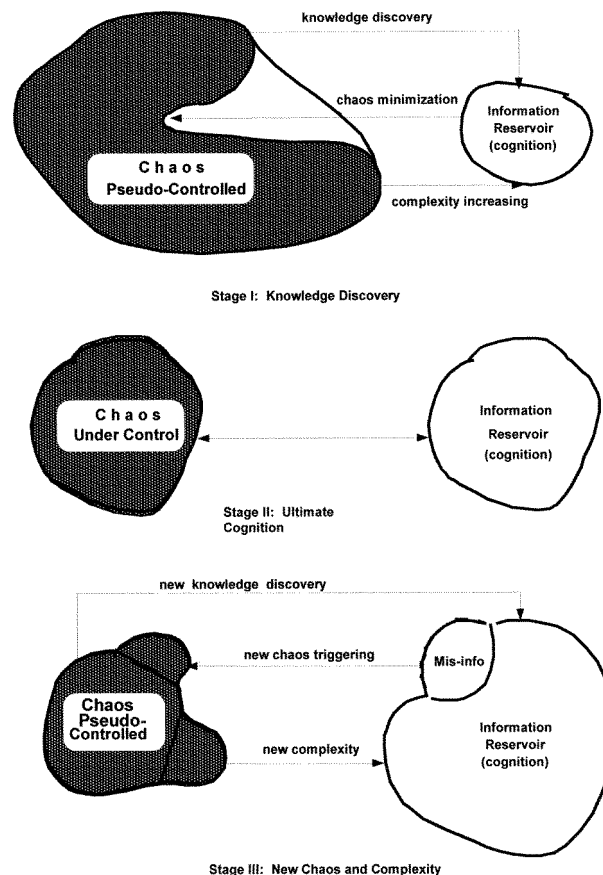 knowledge discovery
chaos minimization
Information
Reservoir
(cognition)
C h a o s
Pseudo-Controlled
complexity increasing
Stage I: Knowledge Discovery
C h a o s
Under Control
Information
Reservoir
(cognition)
Stage II: Ultimate
Cognition
new knowledge discovery
new chaos triggering
Mis-info
Chaos
Pseudo-
Controlled
Information
Reservoir
(cognition)
new complexity
Stage III: New Chaos and Complexity